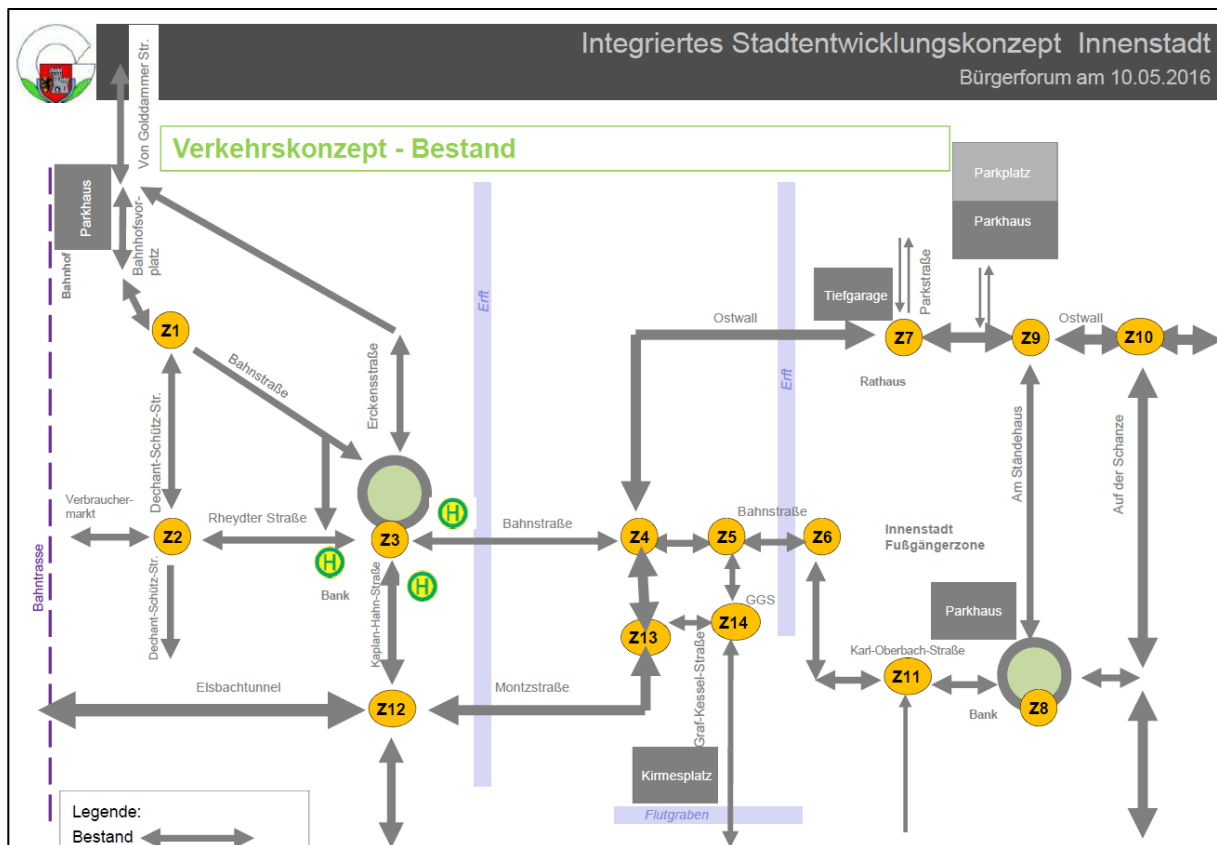 Integriertes Stadtentwicklungskonzept Innenstadt
Bürgerforum am 10.05.2016
Von Golddammer Str.
Verkehrskonzept - Bestand
Parkhaus
Bahnhof
Bahnhofsvor-
platz
Parkplatz
Parkhaus
Erft
Erft
Tiefgarage
Parkstraße
Ostwall
Ostwall
Z1
Z7
Z9
Z10
Rathaus
Bahnstraße
Erckensstraße
Dechant-Schütz-Str.
Am Ständehaus
Auf der Schanze
Verbraucher-
markt
Rheydter Straße
H
Bahnstraße
Bahnstraße
Z2
Z3
Z4
Z5
Z6
Innenstadt
Fußgängerzone
H
H
Bank
Bahntrasse
Dechant-Schütz-Str.
Kaplan-Hahn-Straße
GGS
Parkhaus
Z13
Z14
Graf-Kessel-Straße
Karl-Oberbach-Straße
Z11
Elsbachtunnel
Montzstraße
Z12
Bank
Z8
Kirmesplatz
Flutgraben
Legende:
Bestand